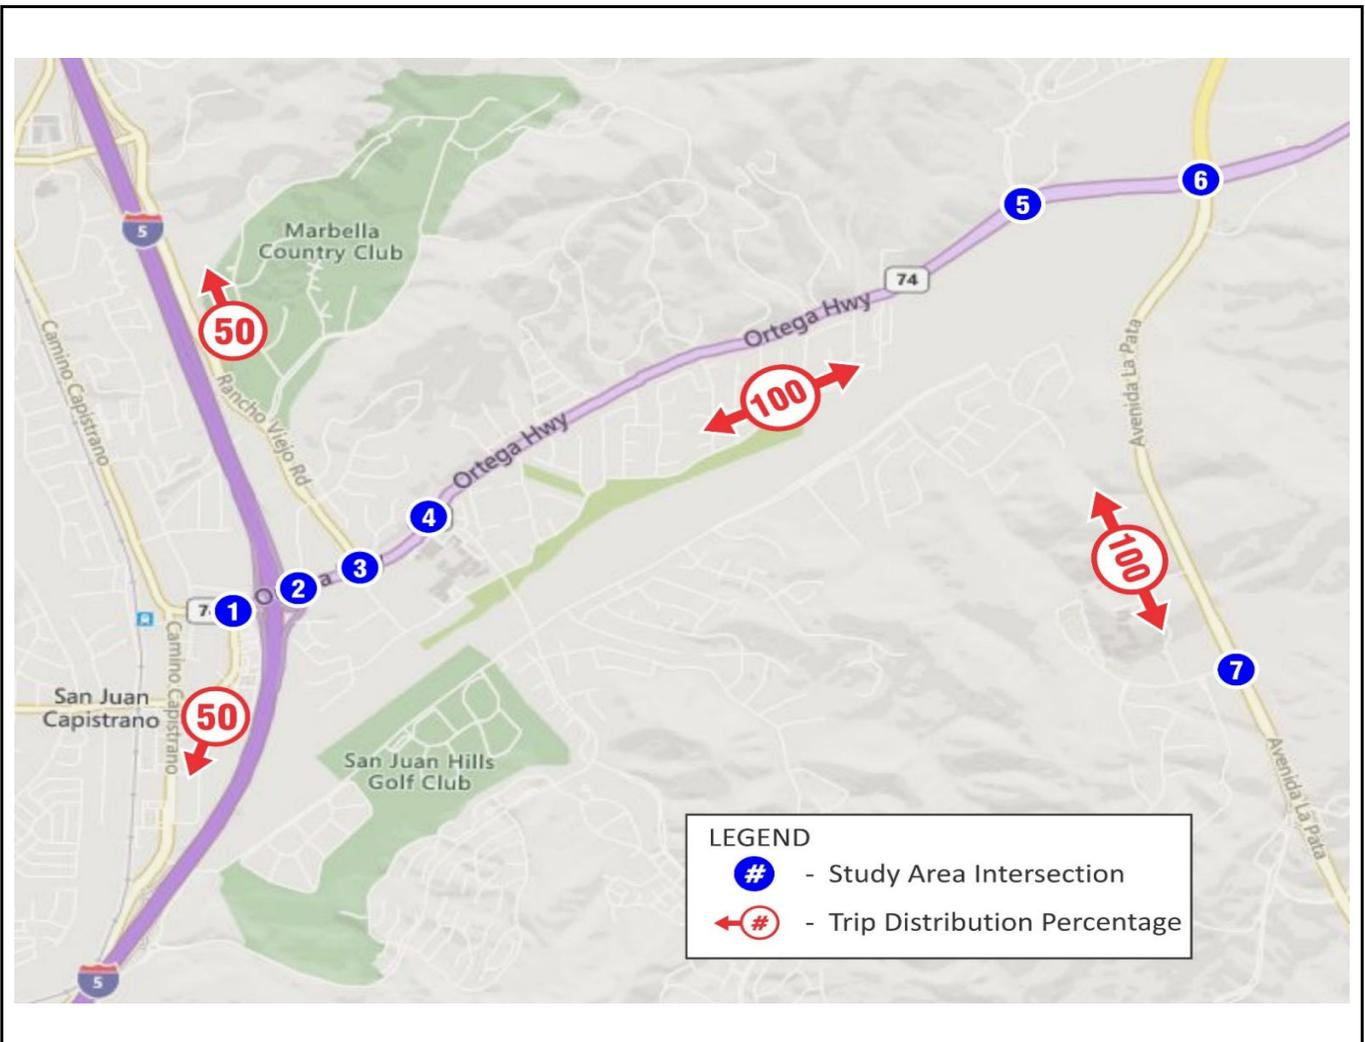 5
Marbella
Country Club
6
5
74
Ortega Hwy
50
Camino Capistrano
Rancho Viejo Rd
Avenida La Pata
100
Ortega Hwy
4
100
3
2
a
O
1
7
Camino Capistrano
7
San Juan
Capistrano
50
San Juan Hills
Golf Club
Avenida La Pata
LEGEND
# - Study Area Intersection
# - Trip Distribution Percentage
5